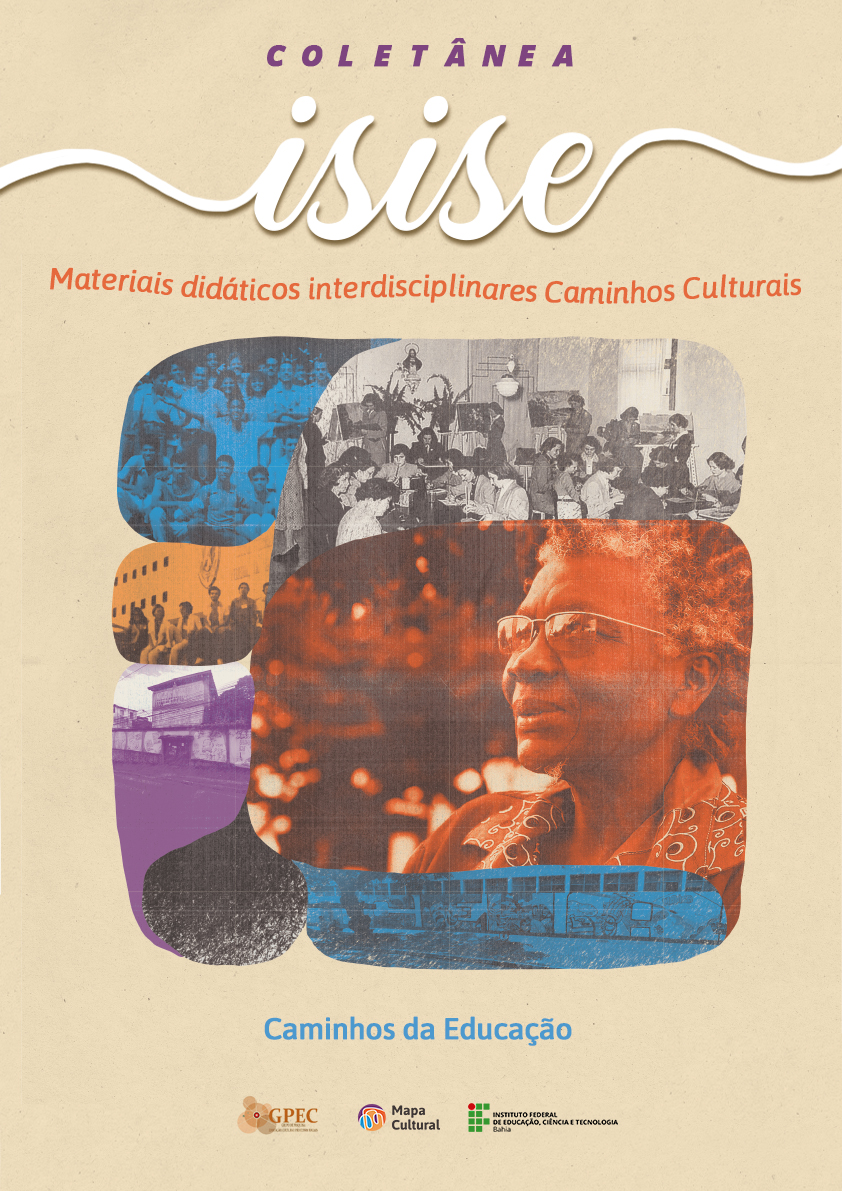 COLETÂNEA
isise
Materiais didáticos interdisciplinares Caminhos Culturais
Caminhos da Educação
GPEC
Mapa
Cultural
INSTITUTO FEDERAL
DE EDUCAÇÃO, CIÊNCIA E TECNOLOGIA
Bahia